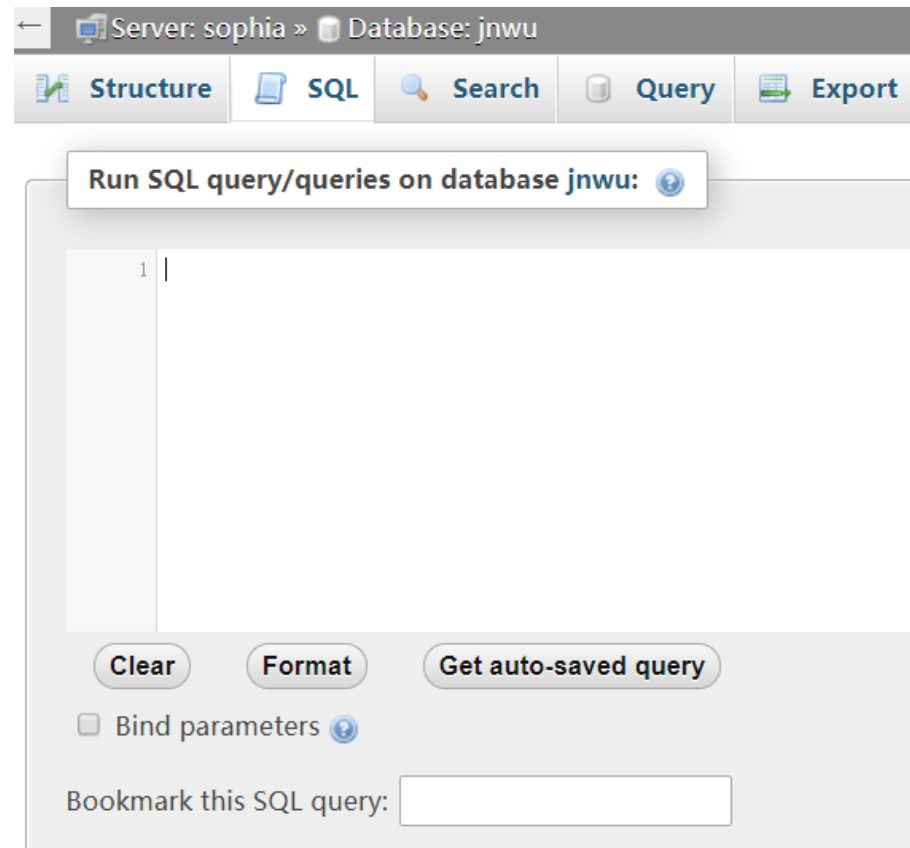 ← Server: sophia » Database: jnwu
Structure SQL Search Query Export
Run SQL query/queries on database jnwu:
1
Clear Format Get auto-saved query
Bind parameters
Bookmark this SQL query: